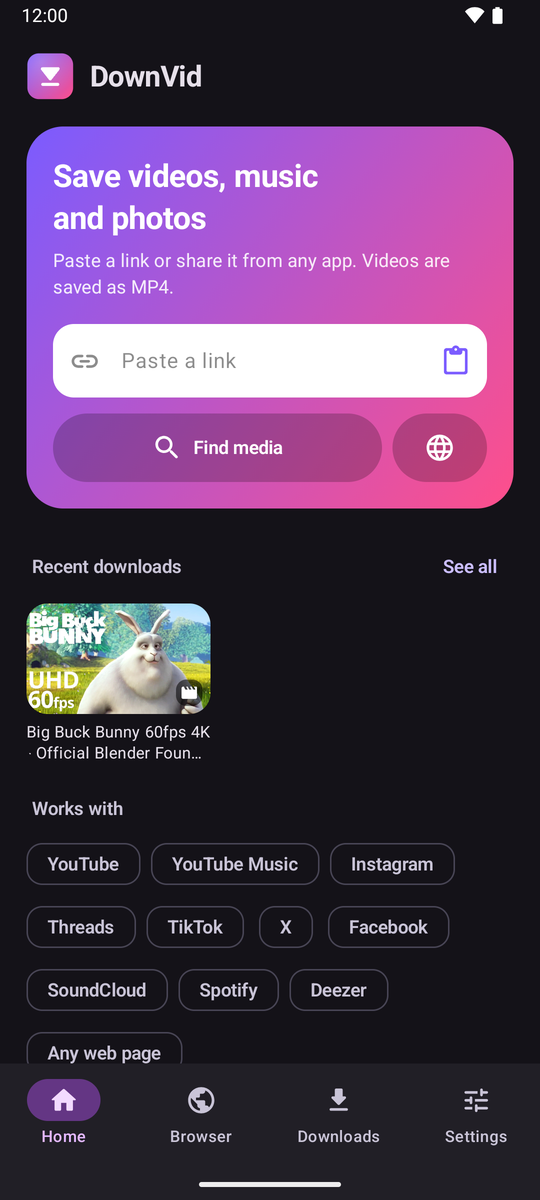 12:00
DownVid
Save videos, music
and photos
Paste a link or share it from any app. Videos are
saved as MP4.
Paste a link
Find media
Recent downloads
See all
Big Buck
BUNNY
UHD
60fps
Big Buck Bunny 60fps 4K
· Official Blender Foun…
Works with
YouTube
YouTube Music
Instagram
Threads
TikTok
X
Facebook
SoundCloud
Spotify
Deezer
Any web page
Home
Browser
Downloads
Settings